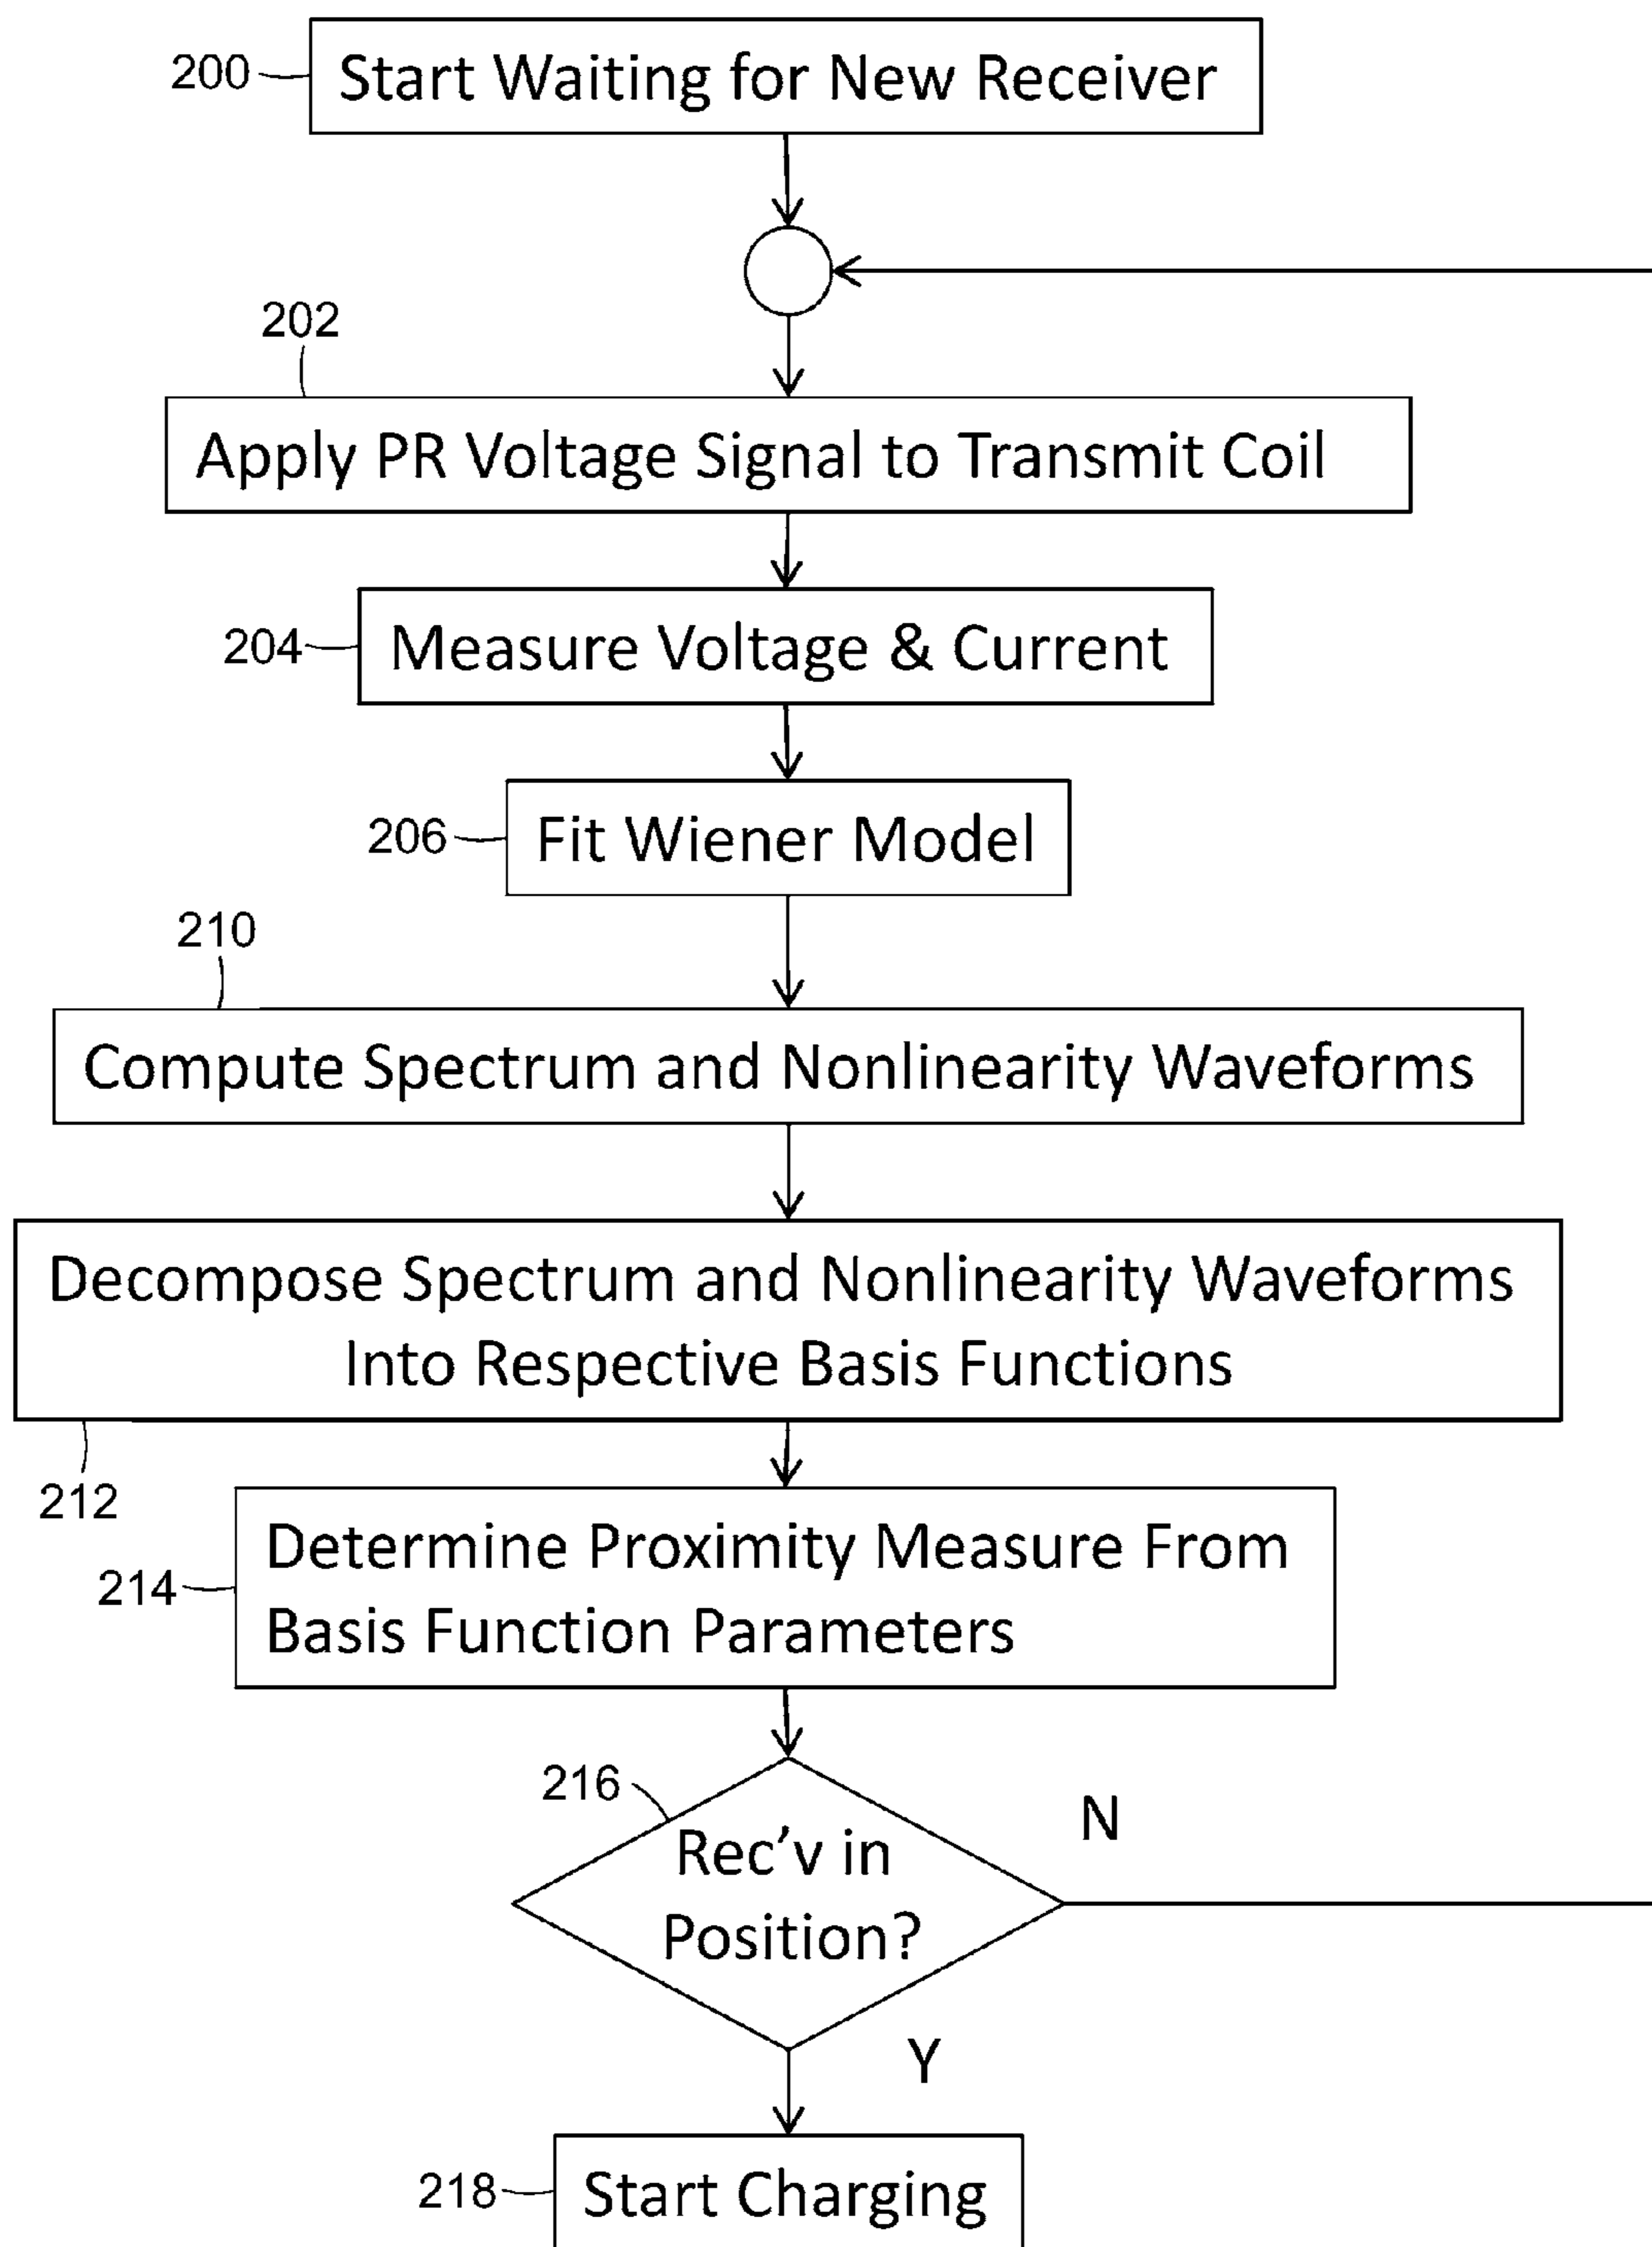 200
Start Waiting for New Receiver
202
Apply PR Voltage Signal to Transmit Coil
204
Measure Voltage & Current
206
Fit Wiener Model
210
Compute Spectrum and Nonlinearity Waveforms
Decompose Spectrum and Nonlinearity Waveforms
Into Respective Basis Functions
212
214
Determine Proximity Measure From
Basis Function Parameters
216
Rec'v in
Position?
N
Y
218
Start Charging